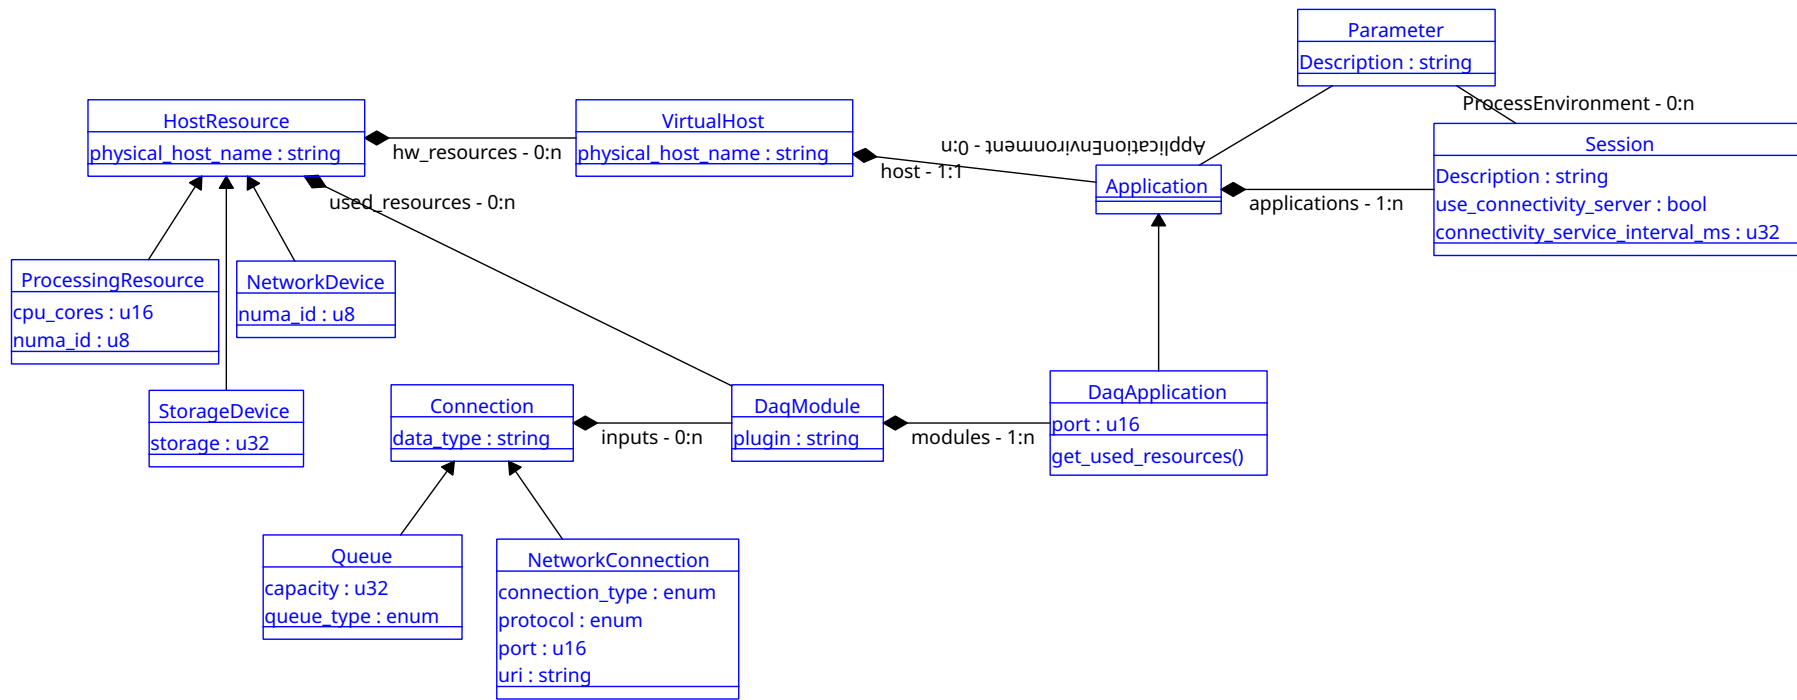 Parameter
Description : string
ProcessEnvironment - 0:n
HostResource
physical_host_name : string
hw_resources - 0:n
VirtualHost
physical_host_name : string
ApplicationEnvironment - 0:n
host - 1:1
Application
applications - 1:n
Session
Description : string
use_connectivity_server : bool
connectivity_service_interval_ms : u32
used_resources - 0:n
ProcessingResource
cpu_cores : u16
numa_id : u8
NetworkDevice
numa_id : u8
StorageDevice
storage : u32
Connection
data_type : string
inputs - 0:n
DaqModule
plugin : string
modules - 1:n
DaqApplication
port : u16
get_used_resources()
Queue
capacity : u32
queue_type : enum
NetworkConnection
connection_type : enum
protocol : enum
port : u16
uri : string